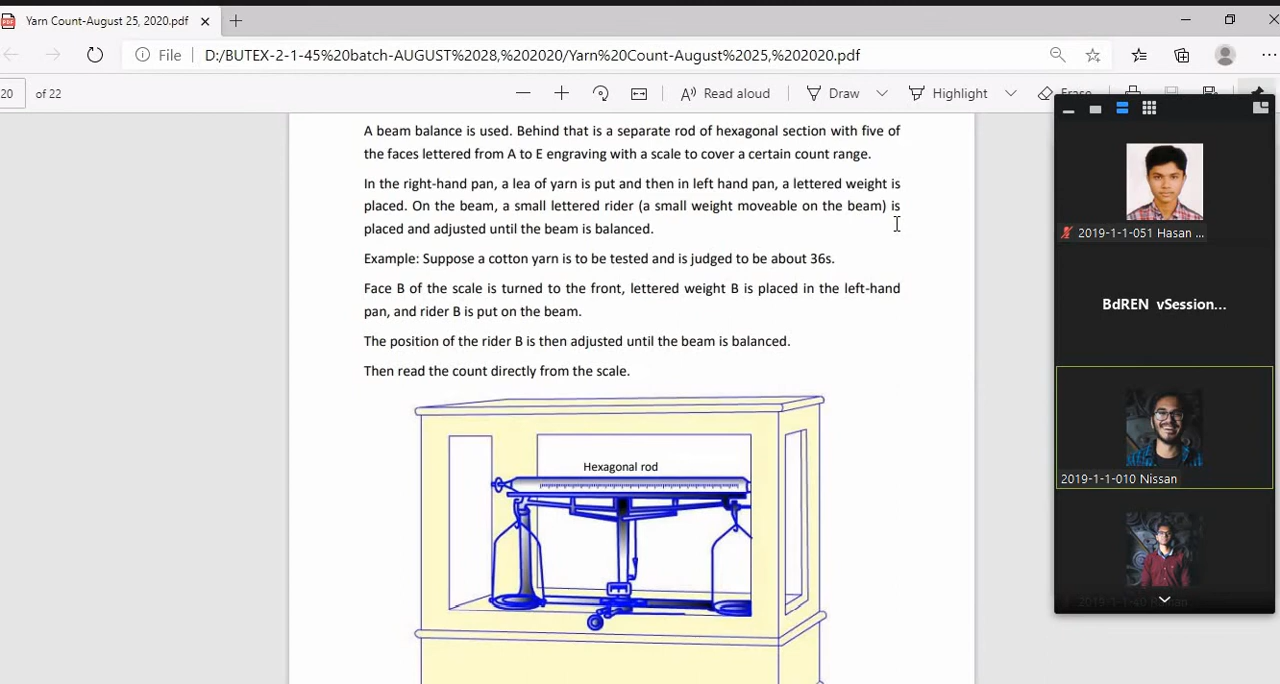 Yarn Count-August 25, 2020.pdf
File D:/BUTEX-2-1-45%20batch-AUGUST%2028,%202020/Yarn%20Count-August%2025,%202020.pdf
20 of 22 Read aloud Draw Highlight Erase
A beam balance is used. Behind that is a separate rod of hexagonal section with five of
the faces lettered from A to E engraving with a scale to cover a certain count range.
In the right-hand pan, a lea of yarn is put and then in left hand pan, a lettered weight is
placed. On the beam, a small lettered rider (a small weight moveable on the beam) is
placed and adjusted until the beam is balanced.
Example: Suppose a cotton yarn is to be tested and is judged to be about 36s.
Face B of the scale is turned to the front, lettered weight B is placed in the left-hand
pan, and rider B is put on the beam.
The position of the rider B is then adjusted until the beam is balanced.
Then read the count directly from the scale.
Hexagonal rod
2019-1-1-051 Hasan ...
BdREN vSession...
2019-1-1-010 Nissan